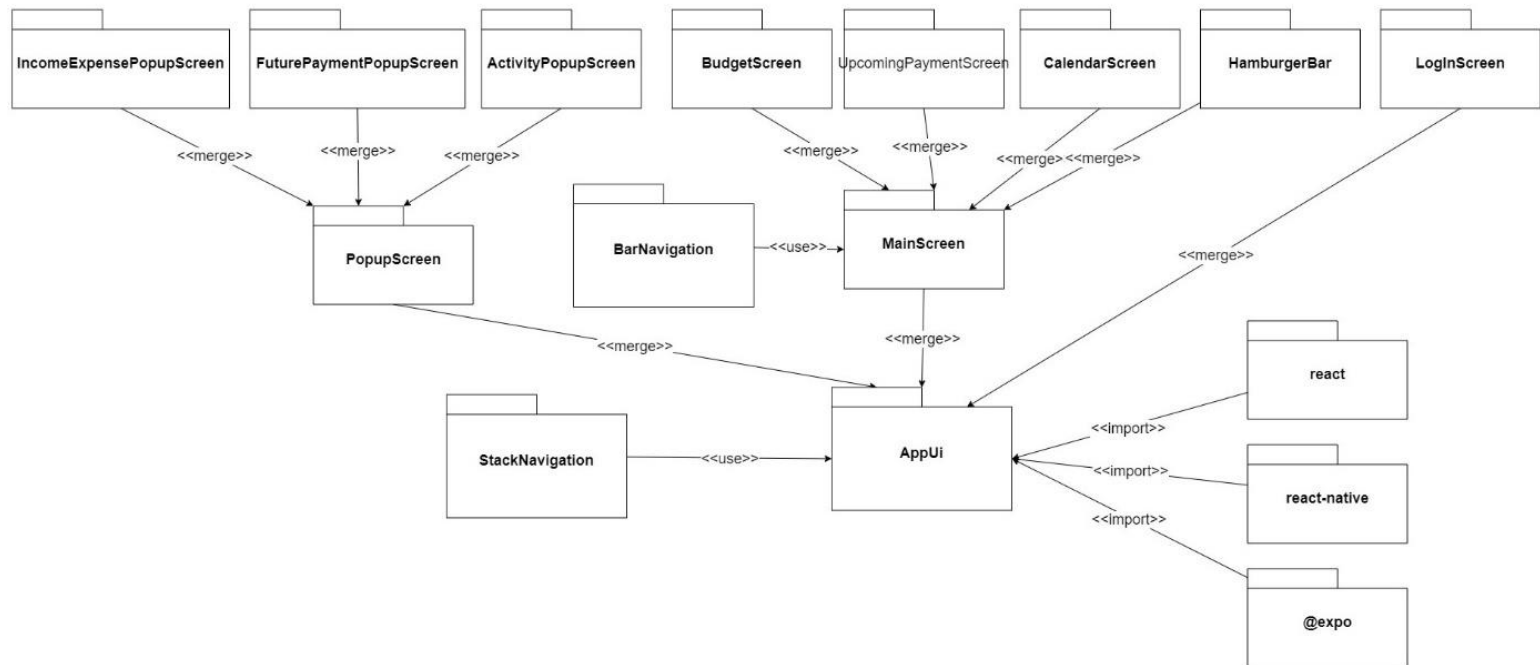 IncomeExpensePopupScreen
FuturePaymentPopupScreen
ActivityPopupScreen
BudgetScreen
UpcomingPaymentScreen
CalendarScreen
HamburgerBar
LogInScreen
<<merge>>
<<merge>>
<<merge>>
<<merge>>
<<merge>>
<<merge>
<<merge>>
BarNavigation
<<use>>
MainScreen
PopupScreen
<<merge>>
<<merge>>
<<merge>>
react
<<import>>
StackNavigation
<<use>>
AppUi
<<import>>
react-native
<<import>>
@expo